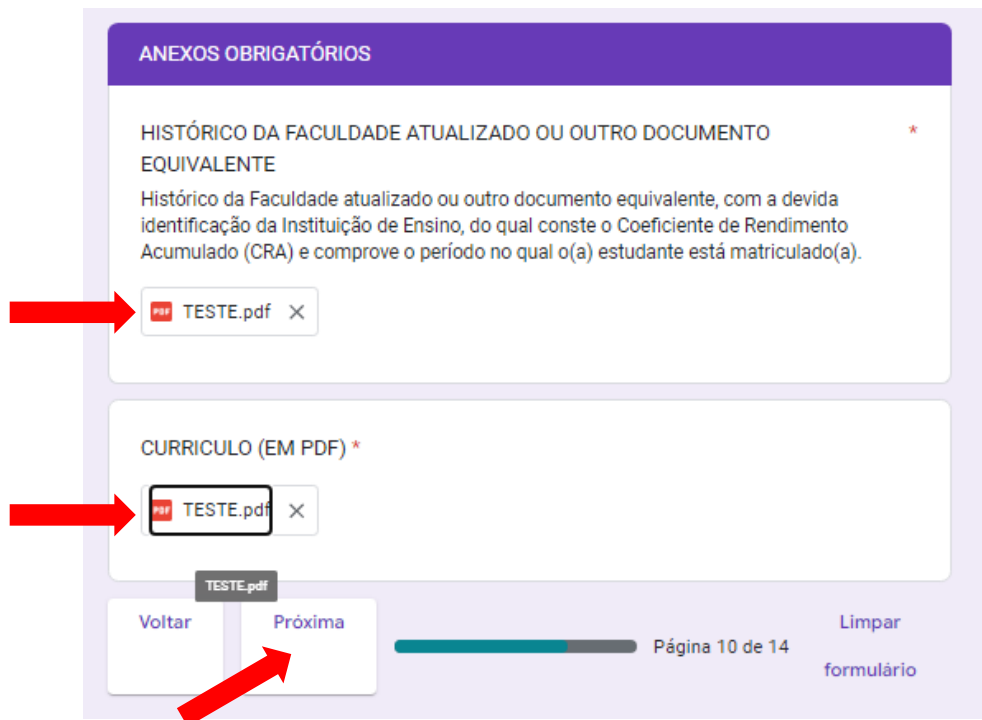 ANEXOS OBRIGATÓRIOS
HISTÓRICO DA FACULDADE ATUALIZADO OU OUTRO DOCUMENTO *
EQUIVALENTE
Histórico da Faculdade atualizado ou outro documento equivalente, com a devida
identificação da Instituição de Ensino, do qual conste o Coeficiente de Rendimento
Acumulado (CRA) e comprove o período no qual o(a) estudante está matriculado(a).
PDF TESTE.pdf
CURRICULO (EM PDF) *
PDF TESTE.pdf
TESTE.pdf
Voltar Próxima Página 10 de 14 Limpar
formulário